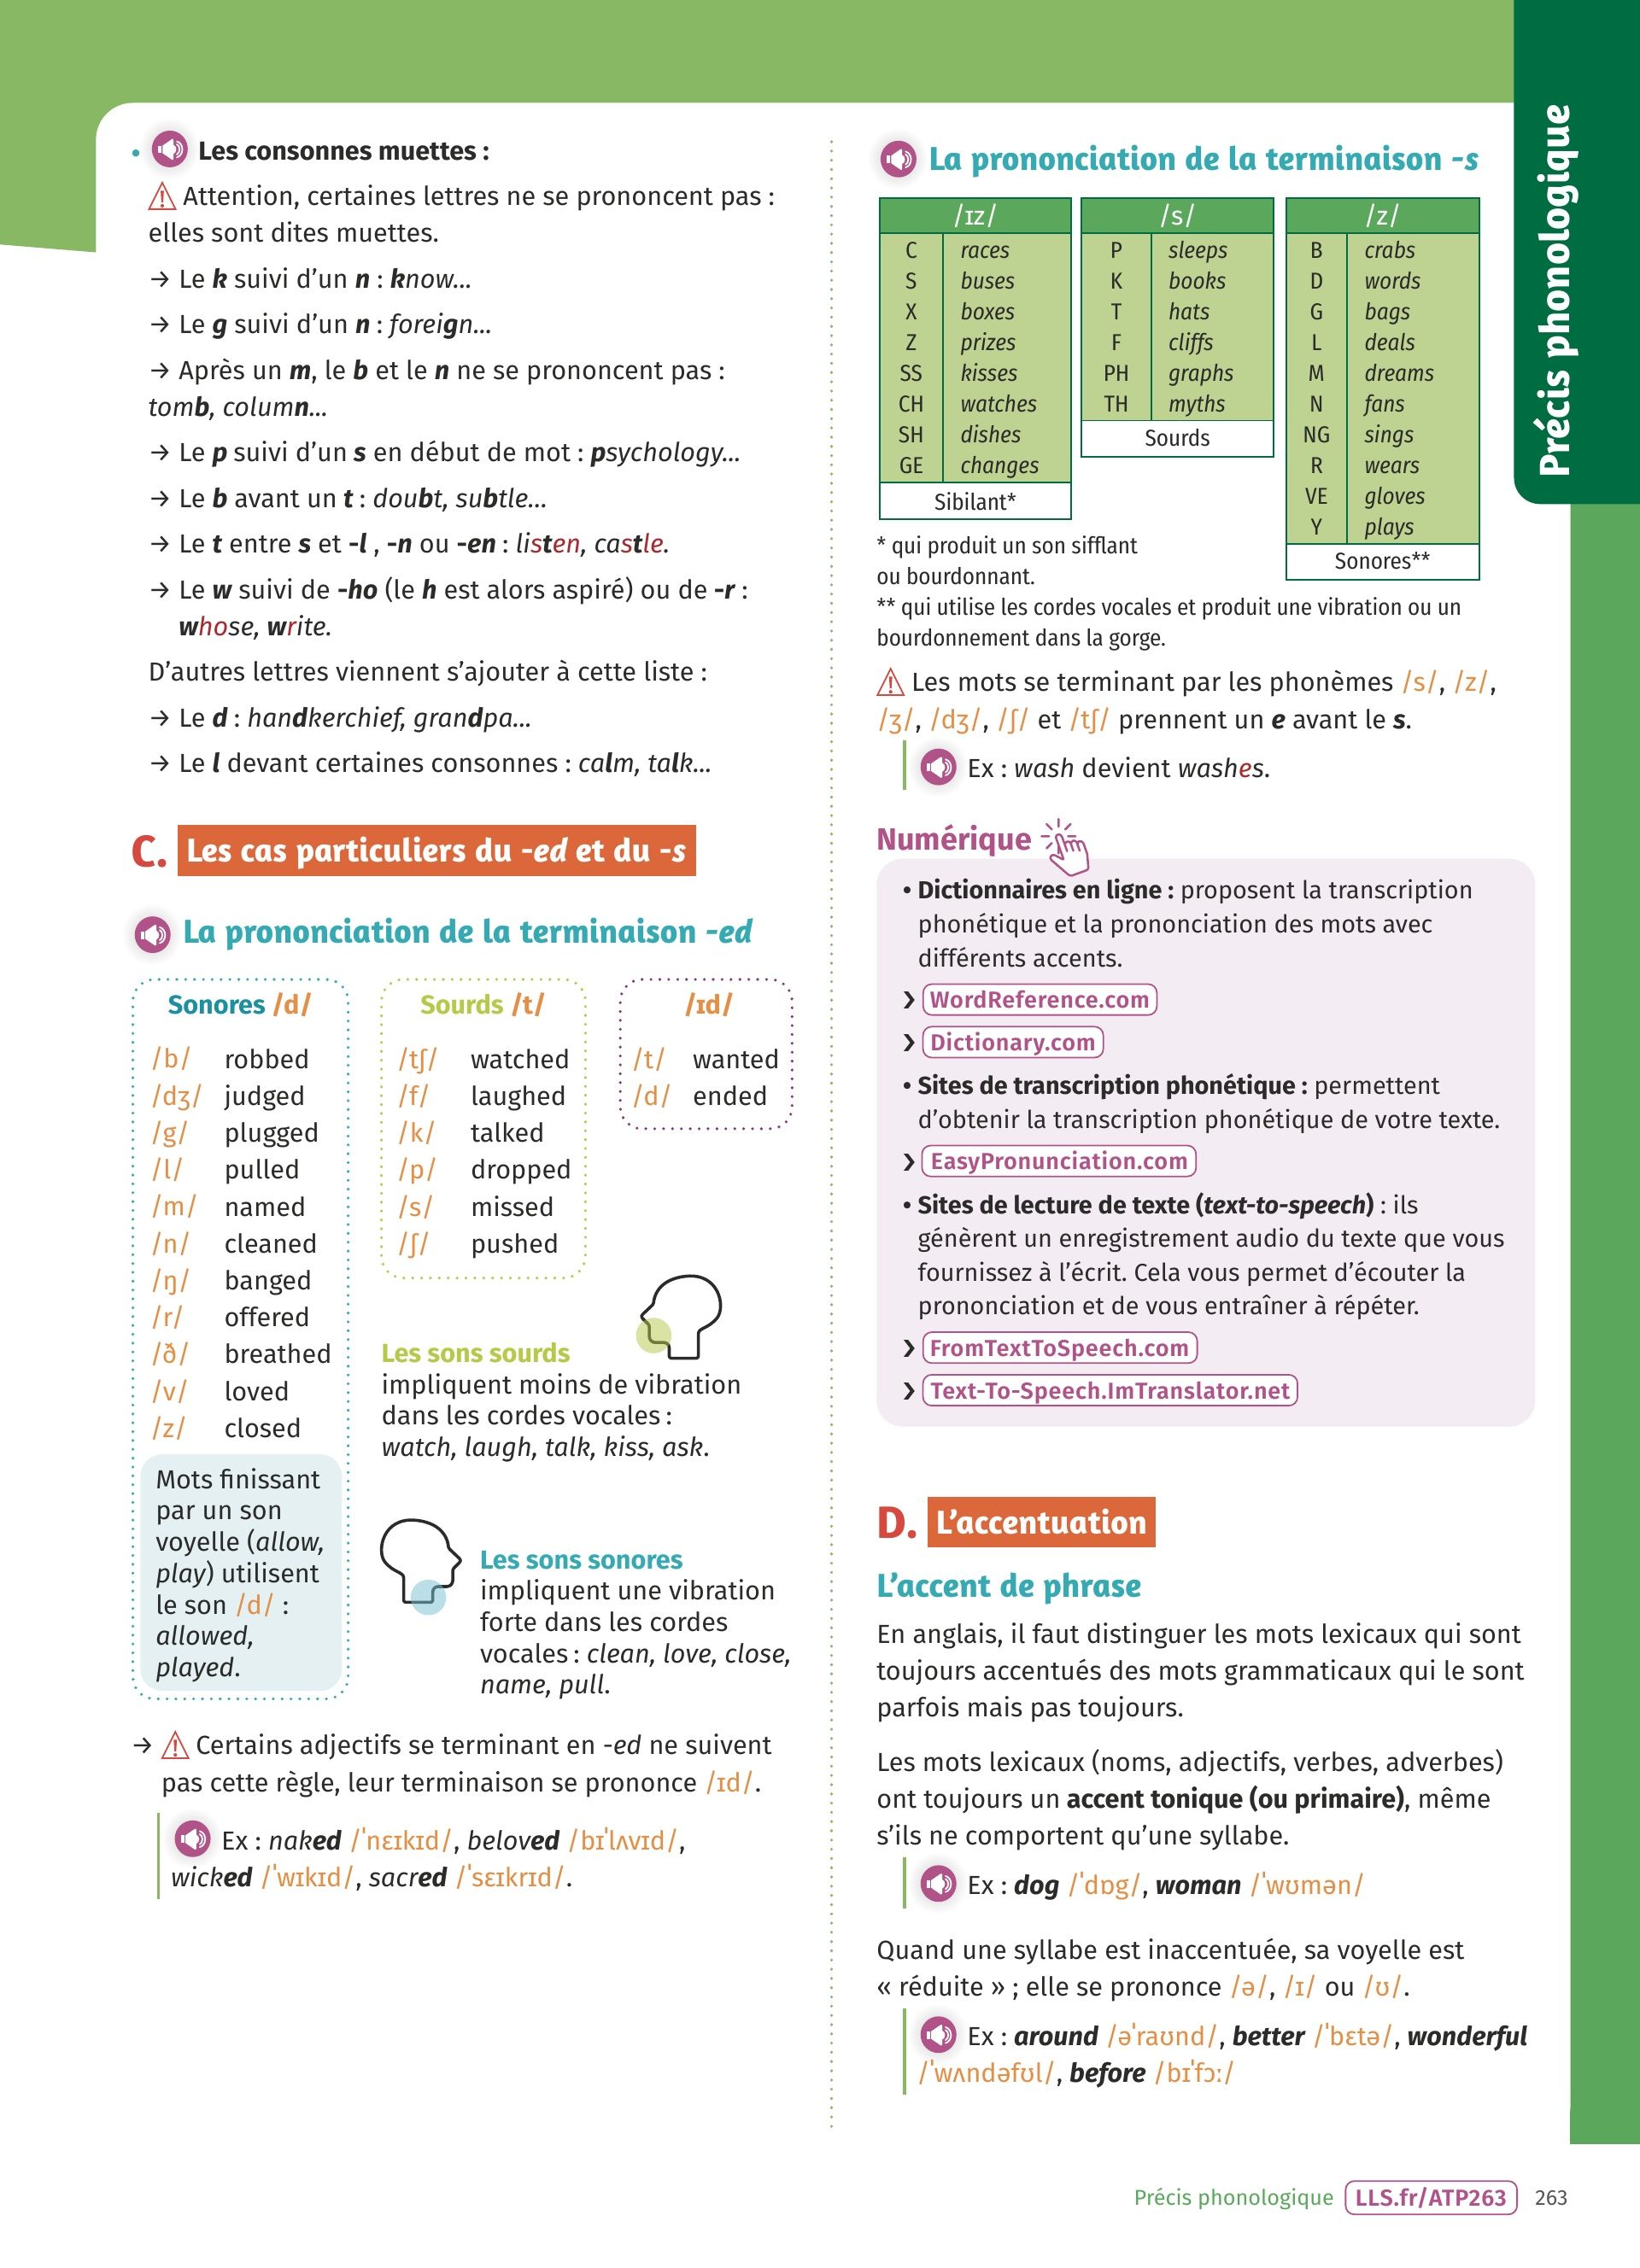 Précis phonologique
• Les consonnes muettes :
Attention, certaines lettres ne se prononcent pas :
elles sont dites muettes.
→ Le k suivi d’un n : know...
→ Le g suivi d’un n : foreign...
→ Après un m, le b et le n ne se prononcent pas :
tomb, column...
→ Le p suivi d’un s en début de mot : psychology...
→ Le b avant un t : doubt, subtle...
→ Le t entre s et -l , -n ou -en : listen, castle.
→ Le w suivi de -ho (le h est alors aspiré) ou de -r :
whose, write.
D’autres lettres viennent s’ajouter à cette liste :
→ Le d : handkerchief, grandpa...
→ Le l devant certaines consonnes : calm, talk...
C. Les cas particuliers du -ed et du -s
La prononciation de la terminaison -ed
Sonores /d/
/b/ robbed
/dʒ/ judged
/g/ plugged
/l/ pulled
/m/ named
/n/ cleaned
/ŋ/ banged
/r/ offered
/ð/ breathed
/v/ loved
/z/ closed
Mots finissant
par un son
voyelle (allow,
play) utilisent
le son /d/ :
allowed,
played.
Sourds /t/
/tʃ/ watched
/f/ laughed
/k/ talked
/p/ dropped
/s/ missed
/ʃ/ pushed
/ɪd/
/t/ wanted
/d/ ended
Les sons sourds
impliquent moins de vibration
dans les cordes vocales :
watch, laugh, talk, kiss, ask.
Les sons sonores
impliquent une vibration
forte dans les cordes
vocales : clean, love, close,
name, pull.
→ Certains adjectifs se terminant en -ed ne suivent
pas cette règle, leur terminaison se prononce /ɪd/.
Ex : naked /ˈnɛɪkɪd/, beloved /bɪˈlʌvɪd/,
wicked /ˈwɪkɪd/, sacred /ˈsɛɪkrɪd/.
La prononciation de la terminaison -s
/ɪz/
C races
S buses
X boxes
Z prizes
SS kisses
CH watches
SH dishes
GE changes
Sibilant*
/s/
P sleeps
K books
T hats
F cliffs
PH graphs
TH myths
Sourds
/z/
B crabs
D words
G bags
L deals
M dreams
N fans
NG sings
R wears
VE gloves
Y plays
Sonores**
* qui produit un son sifflant
ou bourdonnant.
** qui utilise les cordes vocales et produit une vibration ou un
bourdonnement dans la gorge.
Les mots se terminant par les phonèmes /s/, /z/,
/ʒ/, /dʒ/, /ʃ/ et /tʃ/ prennent un e avant le s.
Ex : wash devient washes.
Numérique
• Dictionnaires en ligne : proposent la transcription
phonétique et la prononciation des mots avec
différents accents.
› WordReference.com
› Dictionary.com
• Sites de transcription phonétique : permettent
d’obtenir la transcription phonétique de votre texte.
› EasyPronunciation.com
• Sites de lecture de texte (text-to-speech) : ils
génèrent un enregistrement audio du texte que vous
fournissez à l’écrit. Cela vous permet d’écouter la
prononciation et de vous entraîner à répéter.
› FromTextToSpeech.com
› Text-To-Speech.ImTranslator.net
D. L’accentuation
L’accent de phrase
En anglais, il faut distinguer les mots lexicaux qui sont
toujours accentués des mots grammaticaux qui le sont
parfois mais pas toujours.
Les mots lexicaux (noms, adjectifs, verbes, adverbes)
ont toujours un accent tonique (ou primaire), même
s’ils ne comportent qu’une syllabe.
Ex : dog /ˈdɒg/, woman /ˈwʊmən/
Quand une syllabe est inaccentuée, sa voyelle est
« réduite » ; elle se prononce /ə/, /ɪ/ ou /ʊ/.
Ex : around /əˈraʊnd/, better /ˈbɛtə/, wonderful
/ˈwʌndəfʊl/, before /bɪˈfɔː/
Précis phonologique LLS.fr/ATP263 263